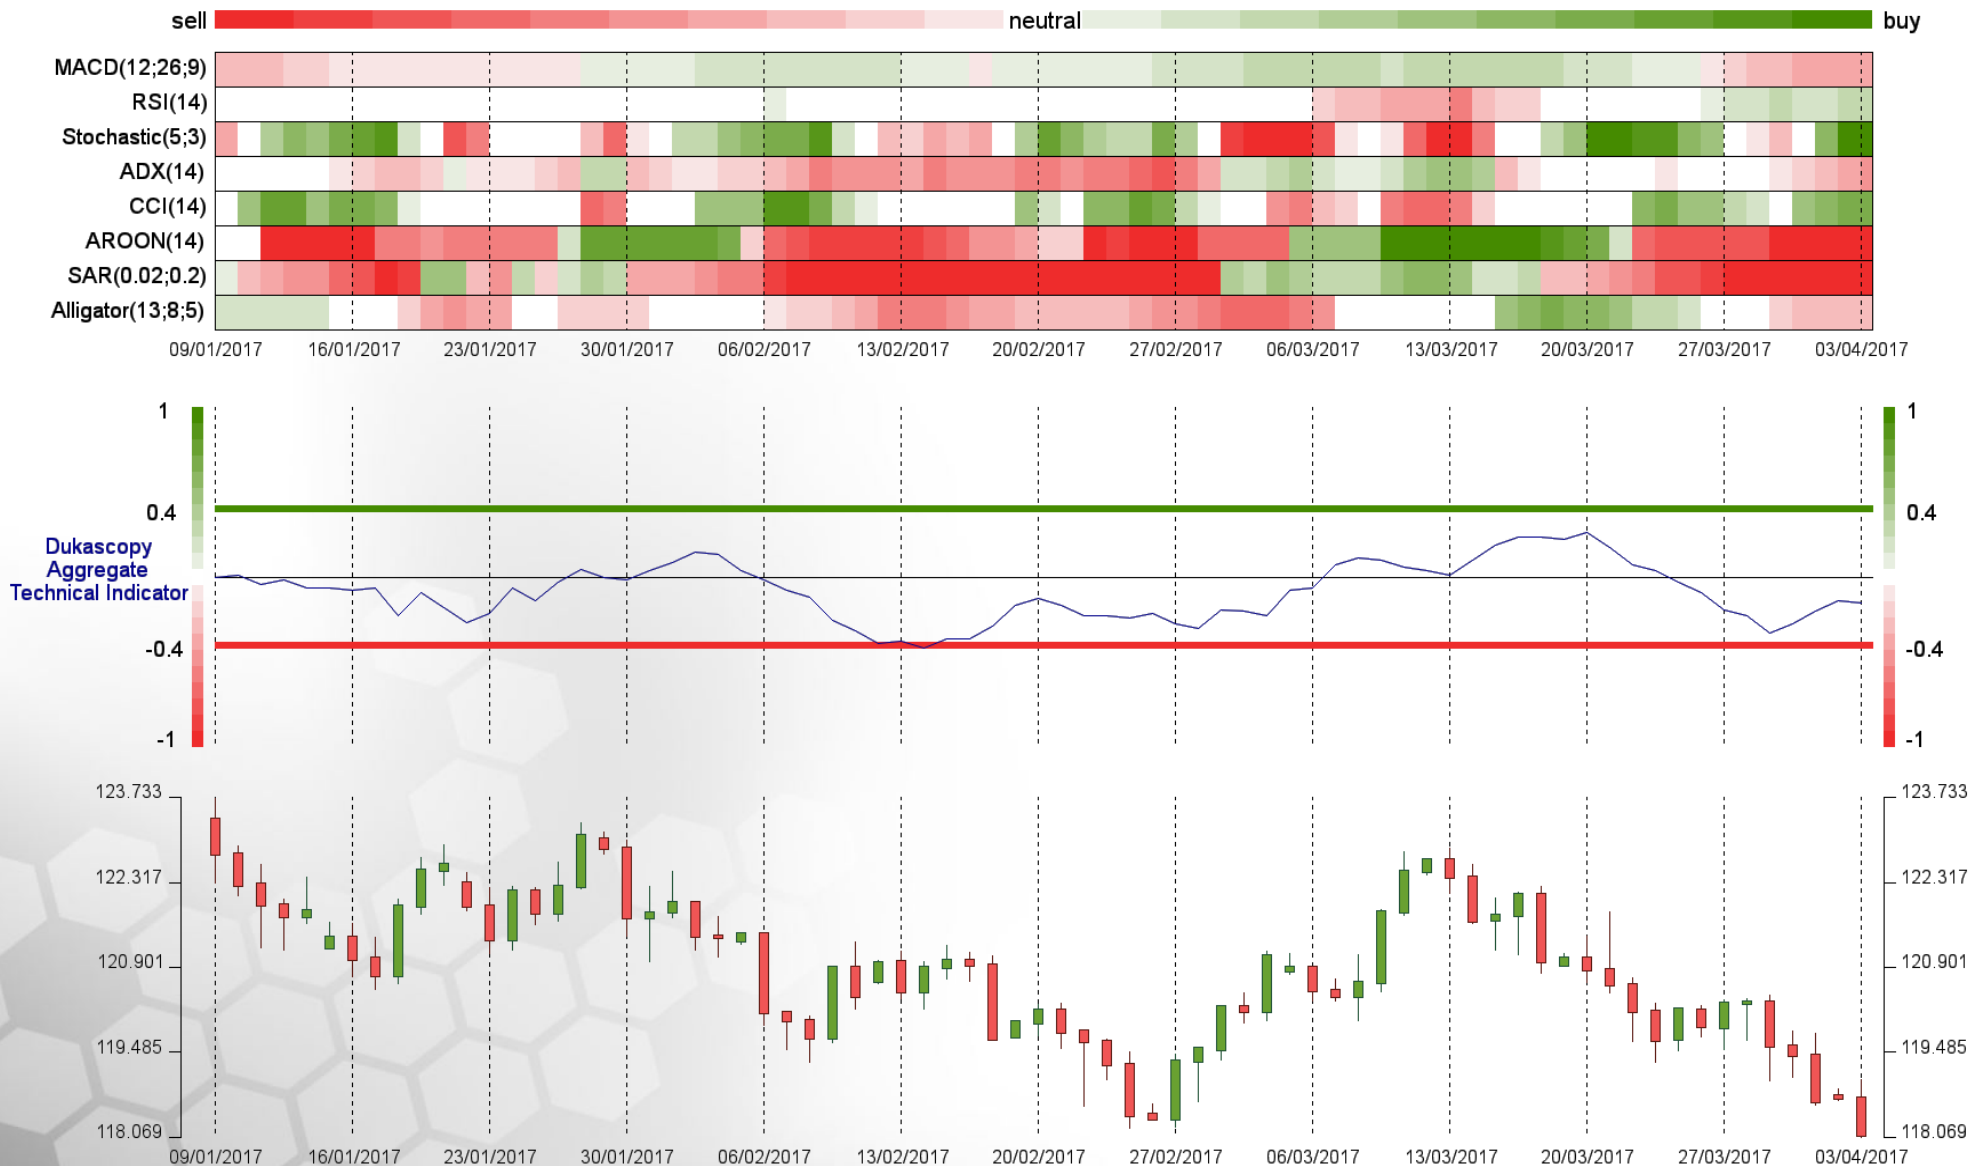 sell neutral buy
MACD(12;26;9)
RSI(14)
Stochastic(5;3)
ADX(14)
CCI(14)
AROON(14)
SAR(0.02;0.2)
Alligator(13;8;5)
09/01/2017 16/01/2017 23/01/2017 30/01/2017 06/02/2017 13/02/2017 20/02/2017 27/02/2017 06/03/2017 13/03/2017 20/03/2017 27/03/2017 03/04/2017
1 1
0.4 0.4
Dukascopy
Aggregate
Technical Indicator
-0.4 -0.4
-1 -1
123.733 123.733
122.317 122.317
120.901 120.901
119.485 119.485
118.069 118.069
09/01/2017 16/01/2017 23/01/2017 30/01/2017 06/02/2017 13/02/2017 20/02/2017 27/02/2017 06/03/2017 13/03/2017 20/03/2017 27/03/2017 03/04/2017